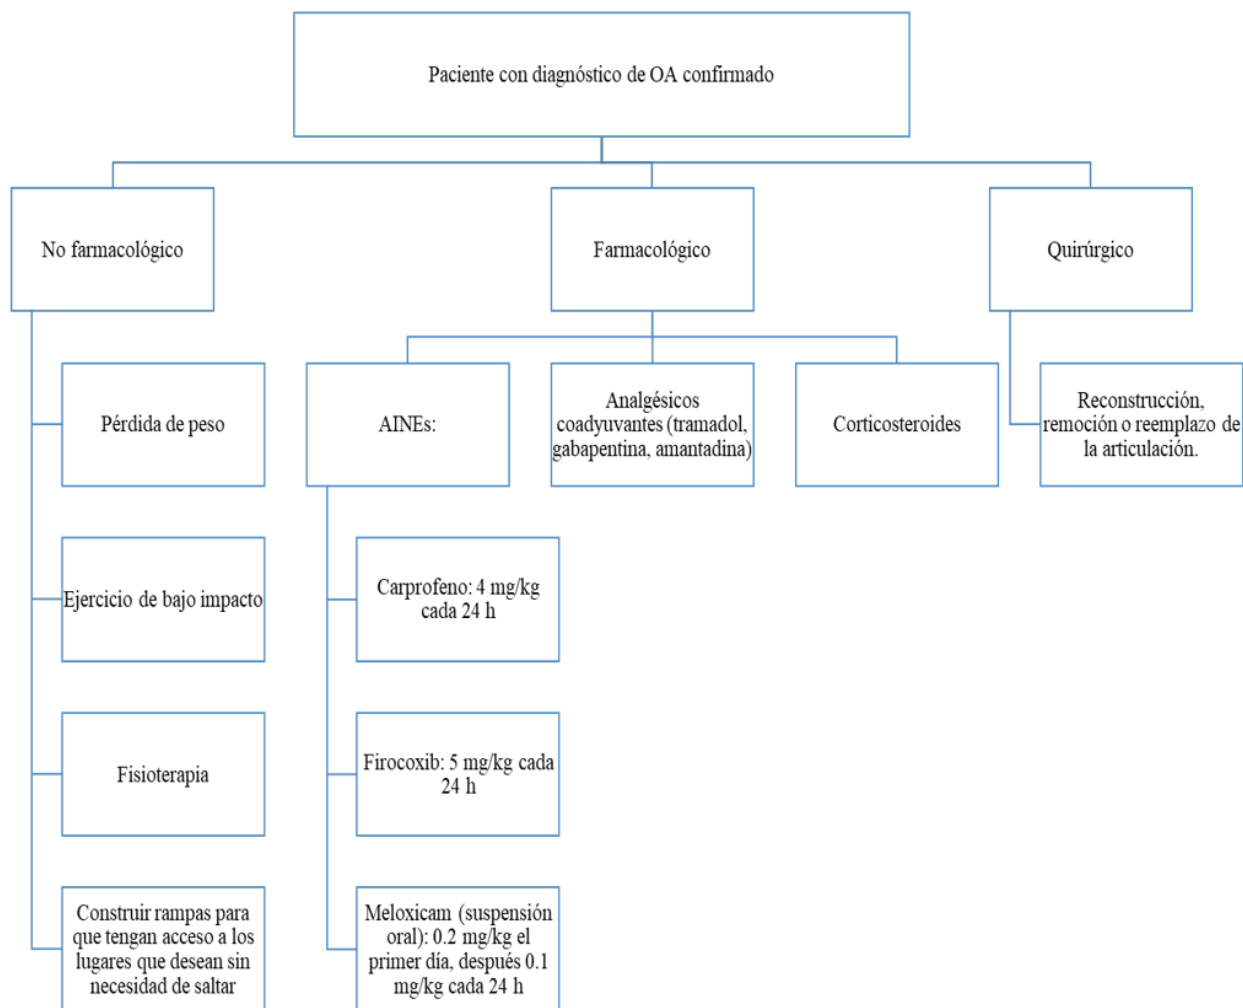 Paciente con diagnóstico de OA confirmado
No farmacológico
Farmacológico
Quirúrgico
Pérdida de peso
AINEs:
Analgésicos
coadyuvantes (tramadol,
gabapentina, amantadina)
Corticosteroides
Reconstrucción,
remoción o reemplazo de
la articulación.
Ejercicio de bajo impacto
Carprofeno: 4 mg/kg
cada 24 h
Fisioterapia
Firocoxib: 5 mg/kg cada
24 h
Construir rampas para
que tengan acceso a los
lugares que desean sin
necesidad de saltar
Meloxicam (suspensión
oral): 0.2 mg/kg el
primer día, después 0.1
mg/kg cada 24 h